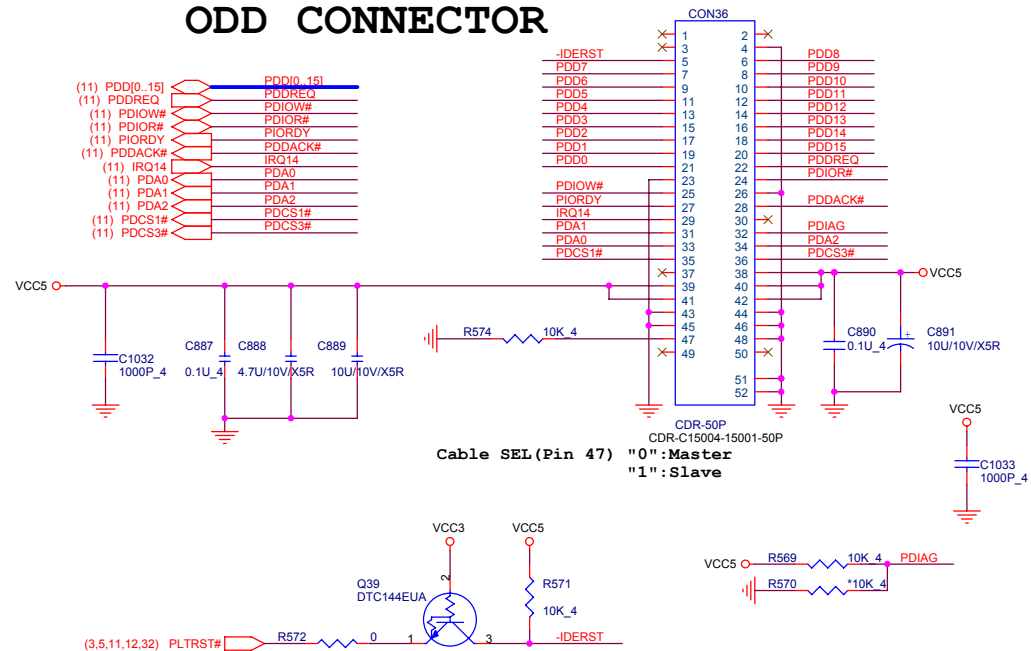 ODD CONNECTOR
CON36
(11) PDD[0..15] PDD[0..15]
(11) PDDREQ PDDREQ
(11) PDIOW# PDIOW#
(11) PDIOR# PDIOR#
(11) PIORDY PIORDY
(11) PDDACK# PDDACK#
(11) IRQ14 IRQ14
(11) PDA0 PDA0
(11) PDA1 PDA1
(11) PDA2 PDA2
(11) PDCS1# PDCS1#
(11) PDCS3# PDCS3#
1 2
3 4
-IDERST 5 6 PDD8
PDD7 7 8 PDD9
PDD6 9 10 PDD10
PDD5 11 12 PDD11
PDD4 13 14 PDD12
PDD3 15 16 PDD13
PDD2 17 18 PDD14
PDD1 19 20 PDD15
PDD0 21 22 PDDREQ
23 24 PDIOR#
PDIOW# 25 26
PIORDY 27 28 PDDACK#
IRQ14 29 30
PDA1 31 32 PDIAG
PDA0 33 34 PDA2
PDCS1# 35 36 PDCS3#
37 38
39 40
41 42
43 44
45 46
47 48
49 50
51
52
VCC5
VCC5
R574 10K_4
C1032
1000P_4
C887
0.1U_4
C888
4.7U/10V/X5R
C889
10U/10V/X5R
C890
0.1U_4
+
C891
10U/10V/X5R
CDR-50P
CDR-C15004-15001-50P
Cable SEL(Pin 47) "0":Master
"1":Slave
VCC5
C1033
1000P_4
VCC3
VCC5
Q39
DTC144EUA
2
R571
10K_4
(3,5,11,12,32) PLTRST# R572 0 1 3 -IDERST
VCC5 R569 10K_4 PDIAG
R570 *10K_4